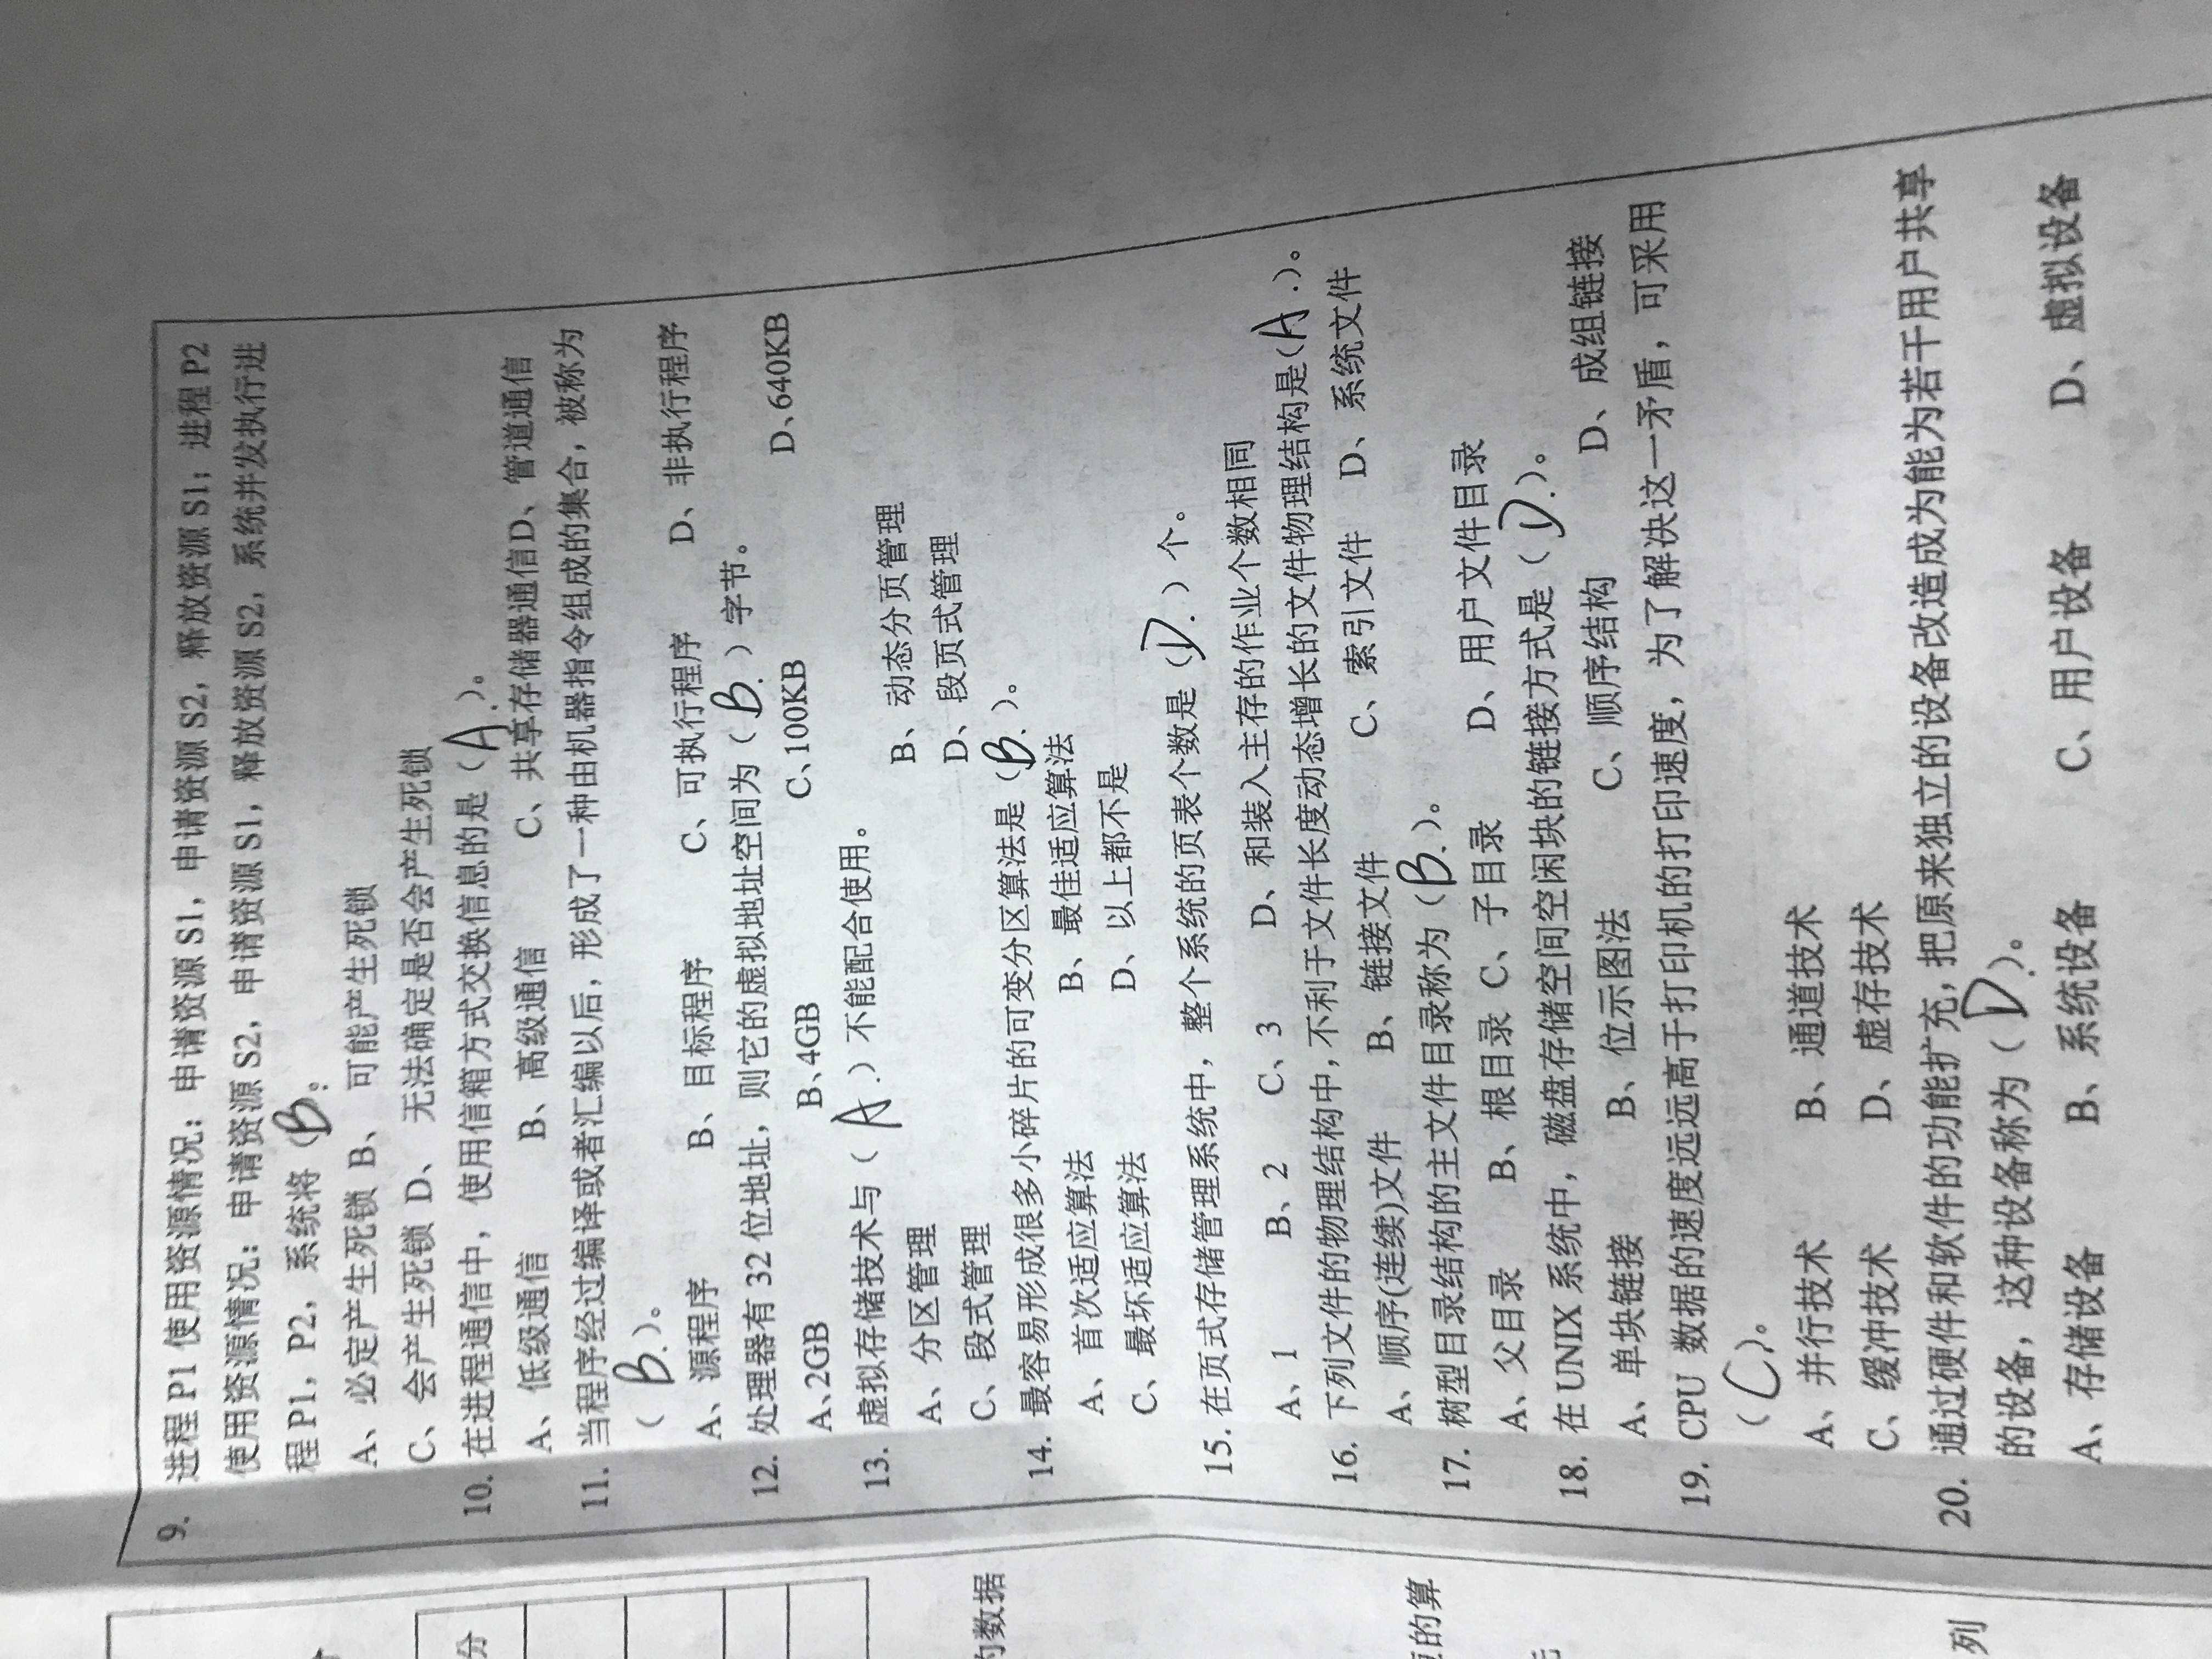 9. 进程 P1 使用资源情况：申请资源 S1，申请资源 S2，释放资源 S1；进程 P2
使用资源情况：申请资源 S2，申请资源 S1，释放资源 S2，系统并发执行进
程 P1，P2，系统将（B）。
A、必定产生死锁 B、 可能产生死锁
C、会产生死锁 D、 无法确定是否会产生死锁
10. 在进程通信中，使用信箱方式交换信息的是（A.）。
A、低级通信 B、高级通信 C、共享存储器通信D、管道通信
11. 当程序经过编译或者汇编以后，形成了一种由机器指令组成的集合，被称为
（B.）。
A、源程序 B、目标程序 C、可执行程序 D、非执行程序
12. 处理器有 32 位地址，则它的虚拟地址空间为（B.）字节。
A、2GB B、4GB C、100KB D、640KB
13. 虚拟存储技术与（A.）不能配合使用。
A、分区管理 B、动态分页管理
C、段式管理 D、段页式管理
14. 最容易形成很多小碎片的可变分区算法是（B.）。
A、首次适应算法 B、最佳适应算法
C、最坏适应算法 D、以上都不是
15. 在页式存储管理系统中，整个系统的页表个数是（D.）个。
A、1 B、2 C、3 D、和装入主存的作业个数相同
16. 下列文件的物理结构中，不利于文件长度动态增长的文件物理结构是（A.）。
A、顺序(连续)文件 B、链接文件 C、索引文件 D、系统文件
17. 树型目录结构的主文件目录称为（B.）。
A、父目录 B、根目录 C、子目录 D、用户文件目录
18. 在 UNIX 系统中，磁盘存储空间空闲块的链接方式是（D.）。
A、单块链接 B、位示图法 C、顺序结构 D、成组链接
19. CPU 数据的速度远远高于打印机的打印速度，为了解决这一矛盾，可采用
（C）。
A、并行技术 B、通道技术
C、缓冲技术 D、虚存技术
20. 通过硬件和软件的功能扩充，把原来独立的设备改造成为能为若干用户共享
的设备，这种设备称为（D.）。
A、存储设备 B、系统设备 C、用户设备 D、虚拟设备
分
数据
的算
列